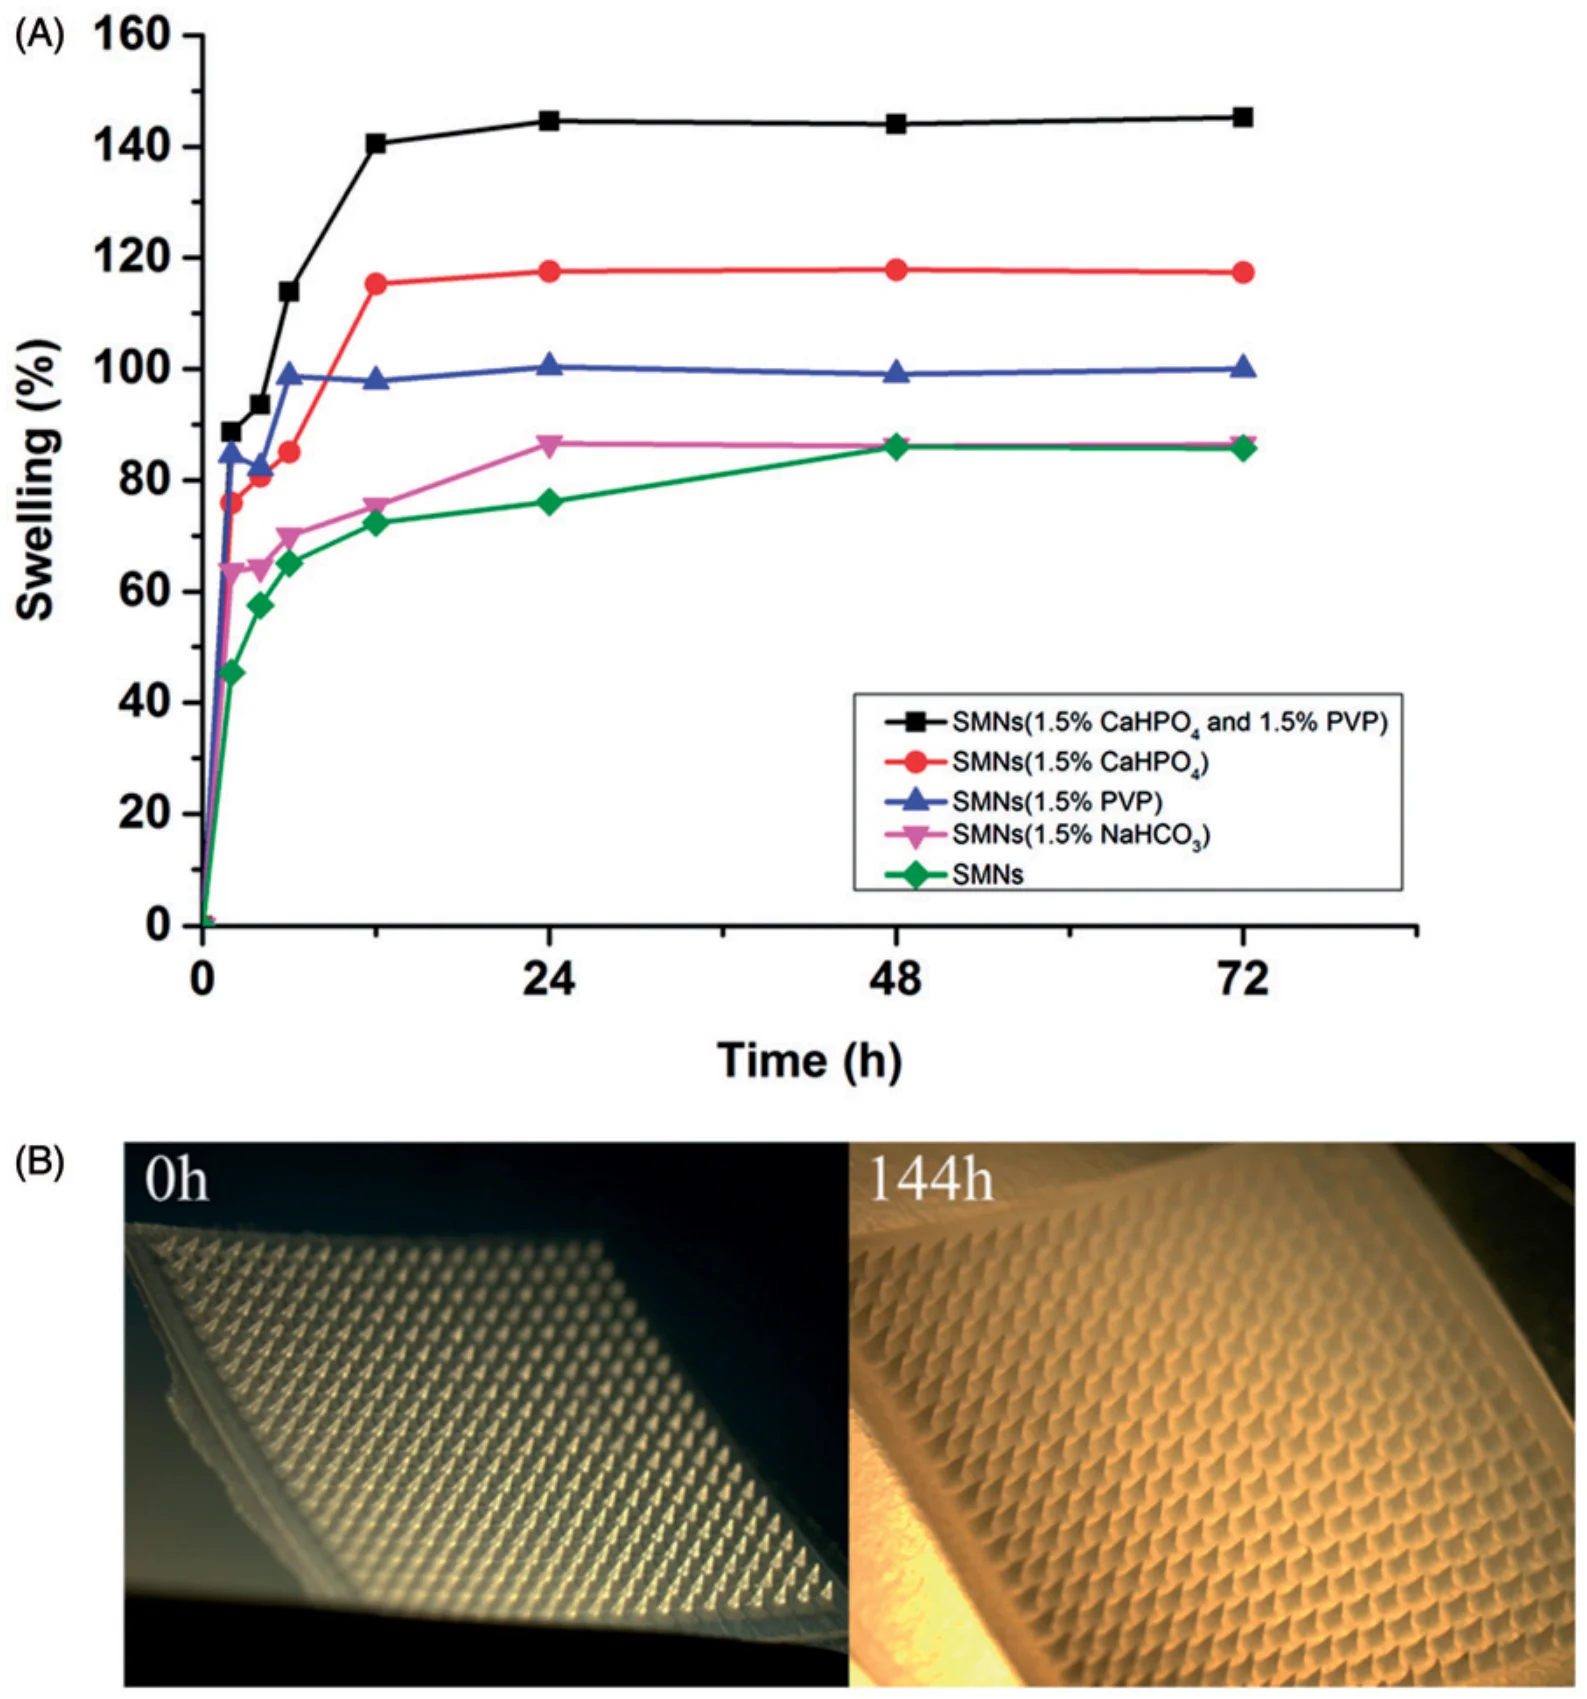 (A)
160
140
120
100
80
60
40
20
0
Swelling (%)
0 24 48 72
Time (h)
SMNs(1.5% CaHPO₄ and 1.5% PVP)
SMNs(1.5% CaHPO₄)
SMNs(1.5% PVP)
SMNs(1.5% NaHCO₃)
SMNs
(B)
0h
144h